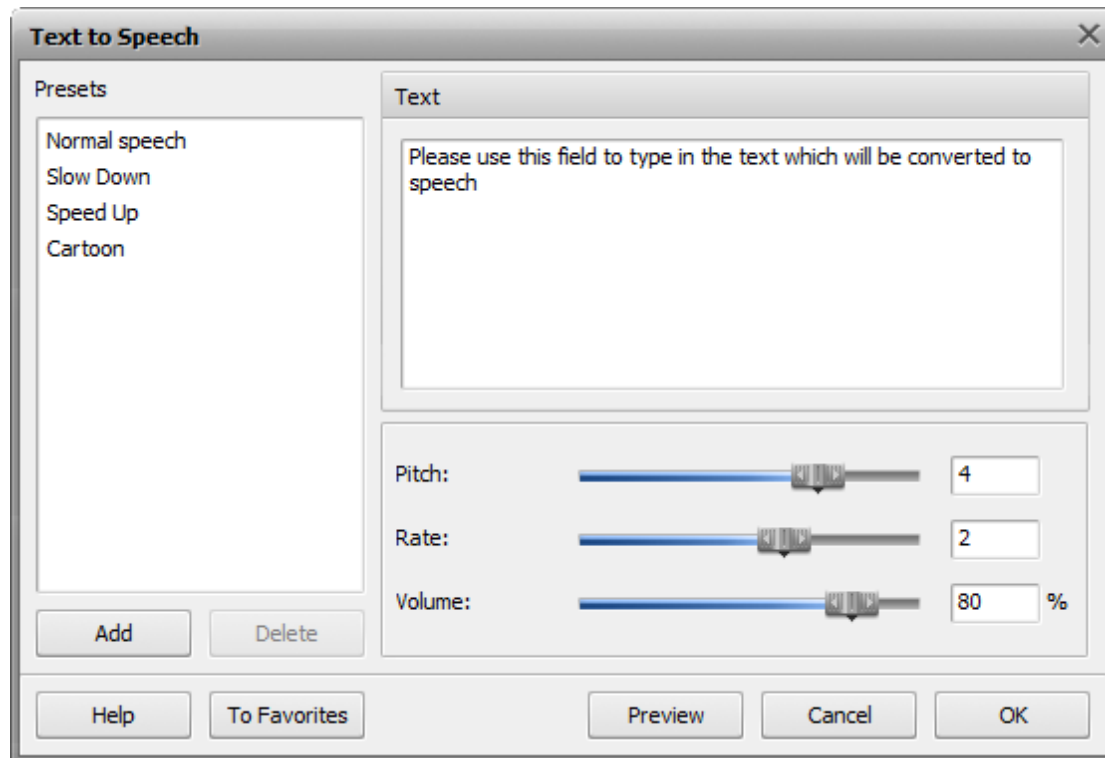 Text to Speech
Presets
Normal speech
Slow Down
Speed Up
Cartoon
Add
Delete
Text
Please use this field to type in the text which will be converted to
speech
Pitch:
4
Rate:
2
Volume:
80 %
Help
To Favorites
Preview
Cancel
OK